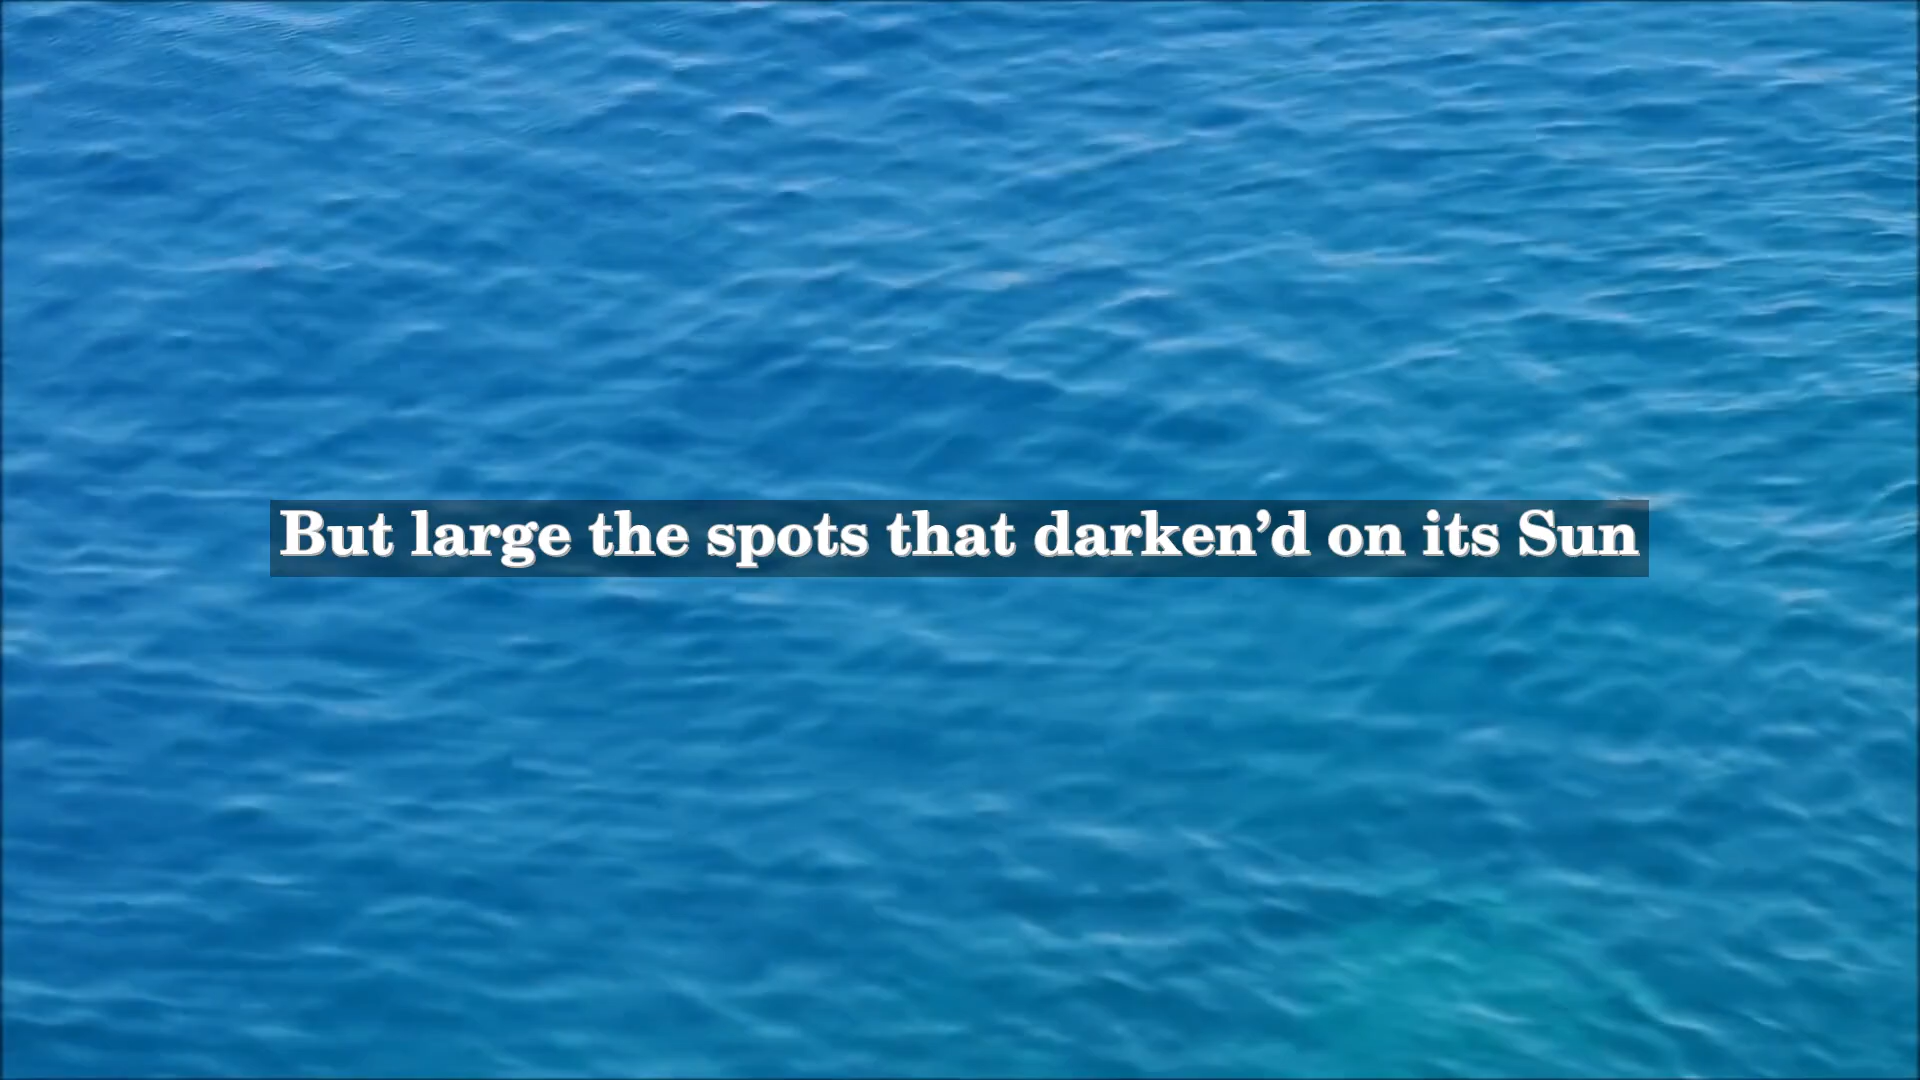 But large the spots that darken’d on its Sun